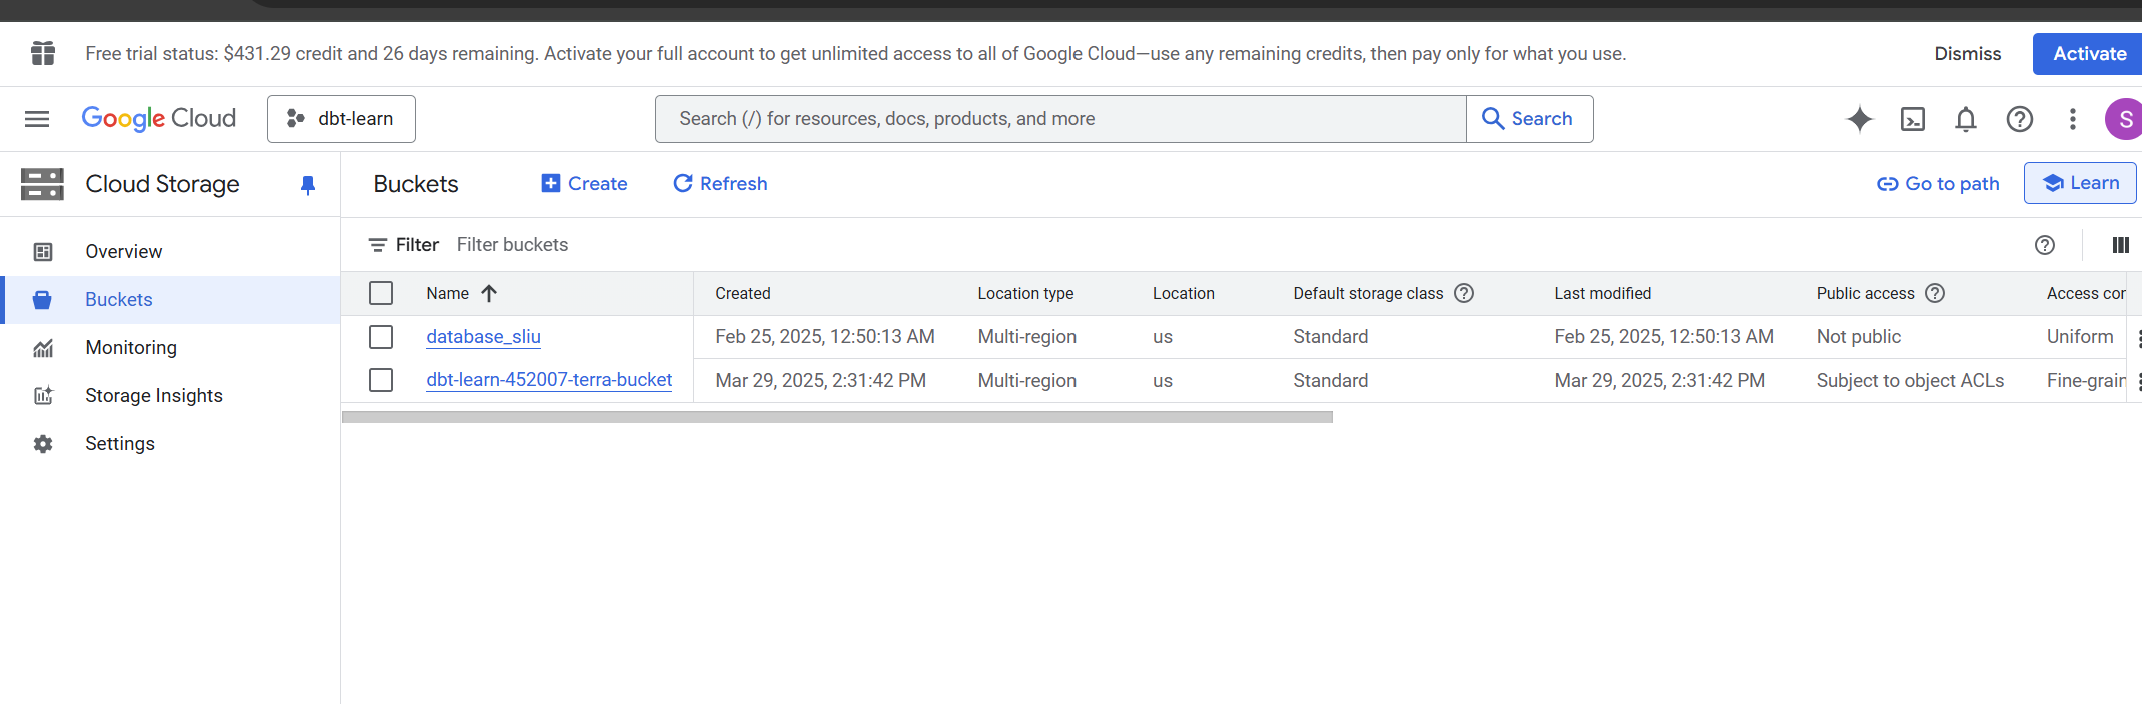 Free trial status: $431.29 credit and 26 days remaining. Activate your full account to get unlimited access to all of Google Cloud—use any remaining credits, then pay only for what you use.
Dismiss
Activate
Google Cloud
dbt-learn
Search (/) for resources, docs, products, and more
Search
S
Cloud Storage
Buckets
Create
Refresh
Go to path
Learn
Overview
Buckets
Monitoring
Storage Insights
Settings
Filter Filter buckets
Name Created Location type Location Default storage class Last modified Public access Access cor
database_sliu Feb 25, 2025, 12:50:13 AM Multi-region us Standard Feb 25, 2025, 12:50:13 AM Not public Uniform
dbt-learn-452007-terra-bucket Mar 29, 2025, 2:31:42 PM Multi-region us Standard Mar 29, 2025, 2:31:42 PM Subject to object ACLs Fine-grain